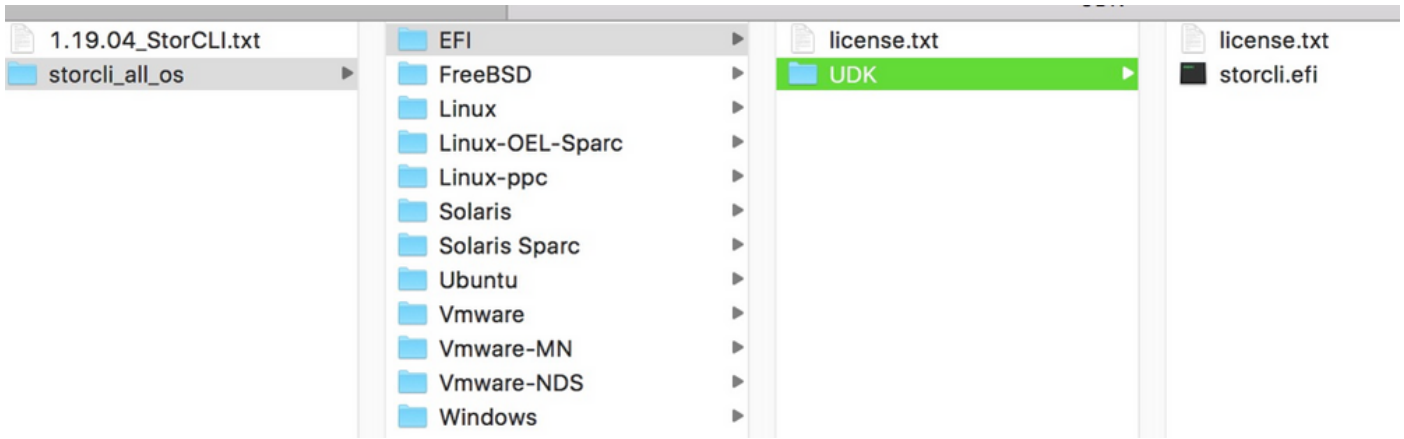 1.19.04_StorCLI.txt
storcli_all_os
EFI
FreeBSD
Linux
Linux-OEL-Sparc
Linux-ppc
Solaris
Solaris Sparc
Ubuntu
Vmware
Vmware-MN
Vmware-NDS
Windows
license.txt
UDK
license.txt
storcli.efi